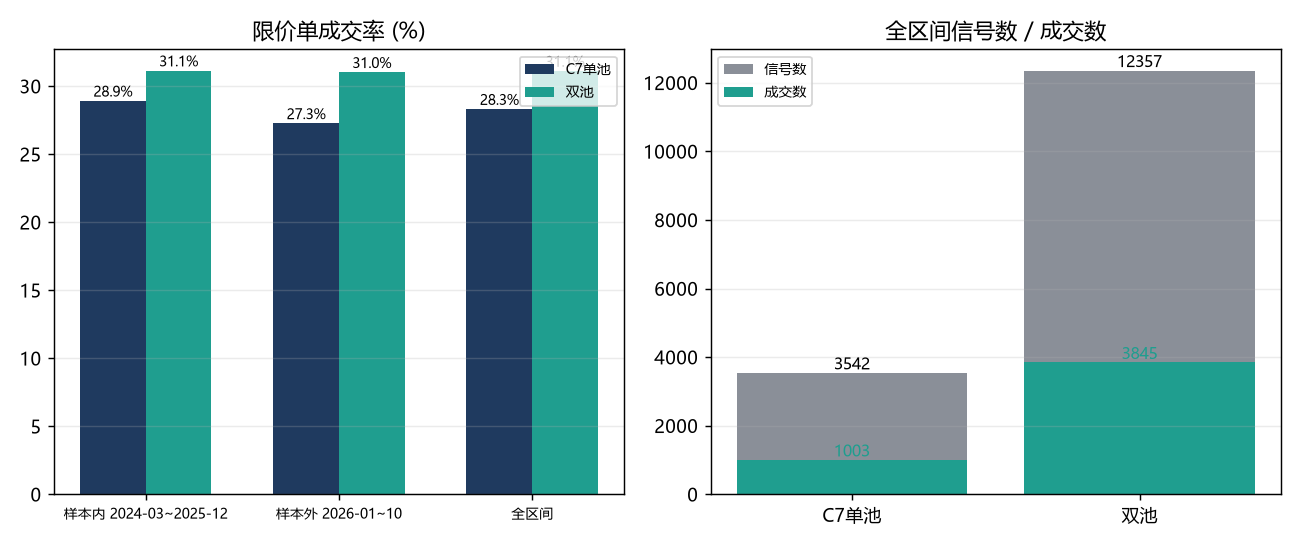 限价单成交率 (%)
31.1%
31.0%
31.1%
28.9%
27.3%
28.3%
C7单池
双池
30
25
20
15
10
5
0
样本内 2024-03~2025-12
样本外 2026-01~10
全区间
全区间信号数 / 成交数
信号数
成交数
12357
3845
3542
1003
12000
10000
8000
6000
4000
2000
0
C7单池
双池